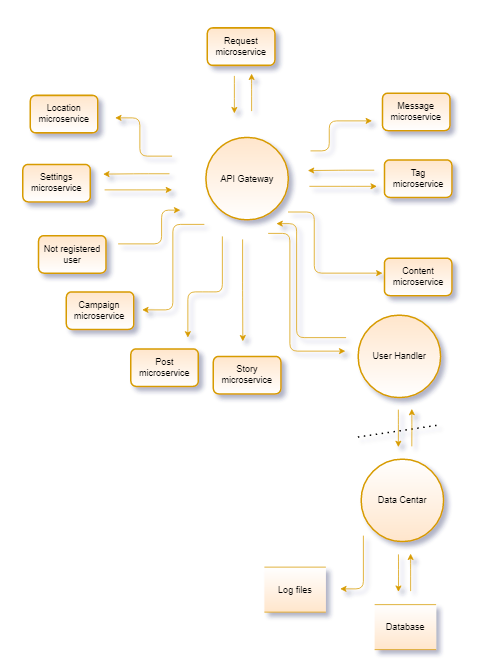 Request
microservice
Location
microservice
Message
microservice
API Gateway
Settings
microservice
Tag
microservice
Not registered
user
Content
microservice
Campaign
microservice
Post
microservice
Story
microservice
User Handler
Data Centar
Log files
Database